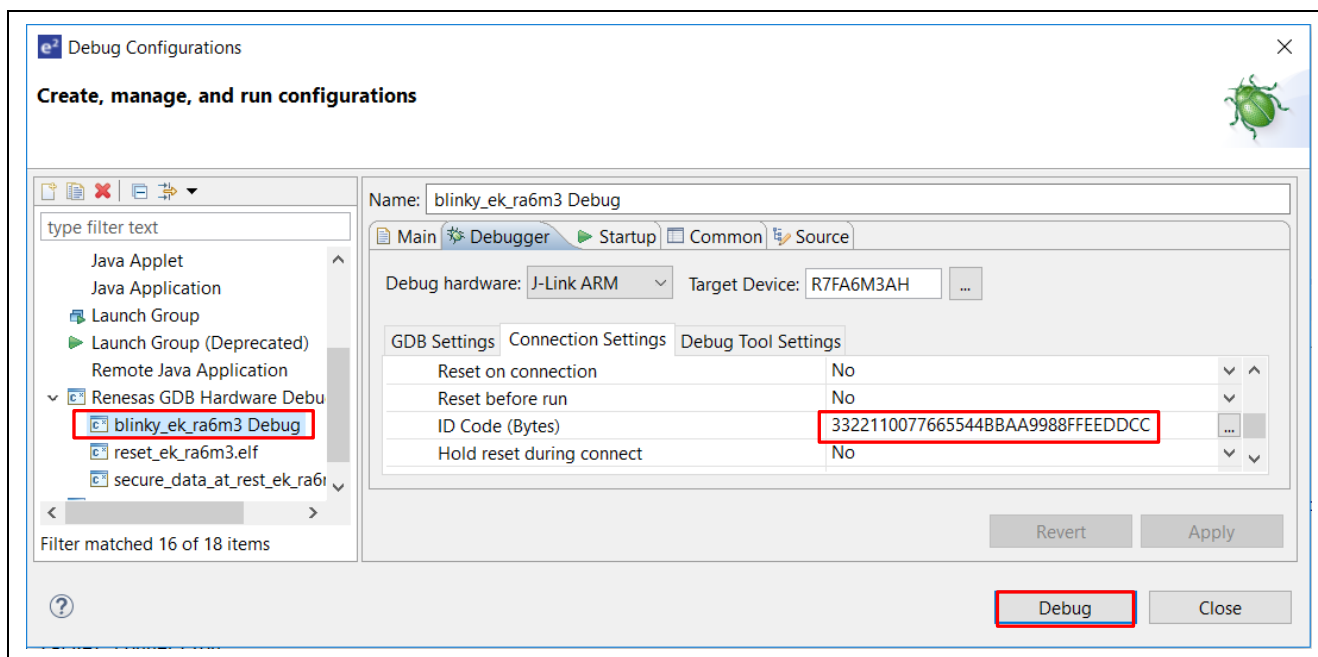 e² Debug Configurations
Create, manage, and run configurations
type filter text
Java Applet
Java Application
Launch Group
Launch Group (Deprecated)
Remote Java Application
Renesas GDB Hardware Debu
blinky_ek_ra6m3 Debug
reset_ek_ra6m3.elf
secure_data_at_rest_ek_ra6
Filter matched 16 of 18 items
Name: blinky_ek_ra6m3 Debug
Main Debugger Startup Common Source
Debug hardware: J-Link ARM Target Device: R7FA6M3AH ...
GDB Settings Connection Settings Debug Tool Settings
Reset on connection No
Reset before run No
ID Code (Bytes) 3322110077665544BBAA9988FFEEDDCC ...
Hold reset during connect No
Revert Apply
? Debug Close